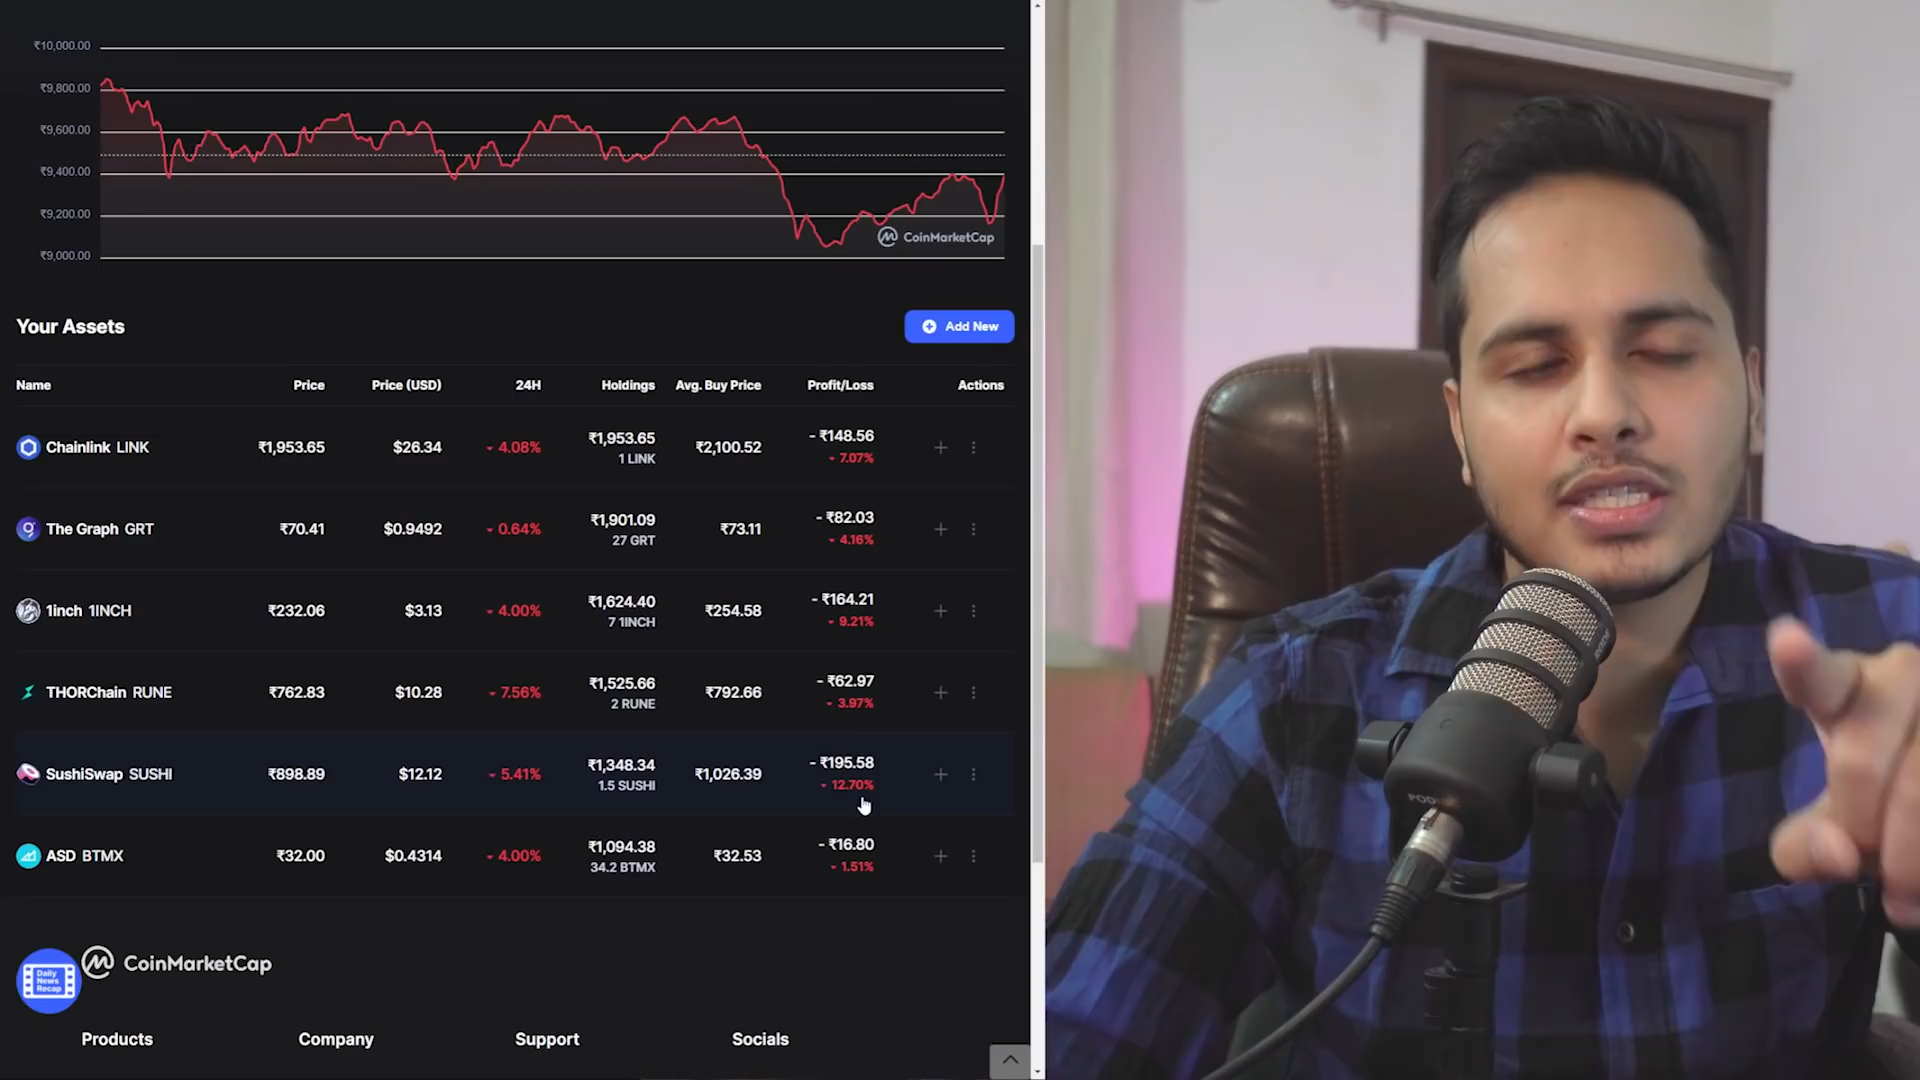 ₹10,000.00
₹9,800.00
₹9,600.00
₹9,400.00
₹9,200.00
₹9,000.00
CoinMarketCap
Your Assets
Add New
Name Price Price (USD) 24H Holdings Avg. Buy Price Profit/Loss Actions
Chainlink LINK ₹1,953.65 $26.34 4.08% ₹1,953.65 ₹2,100.52 - ₹148.56
1 LINK 7.07%
The Graph GRT ₹70.41 $0.9492 0.64% ₹1,901.09 ₹73.11 - ₹82.03
27 GRT 4.16%
1inch 1INCH ₹232.06 $3.13 4.00% ₹1,624.40 ₹254.58 - ₹164.21
7 1INCH 9.21%
THORChain RUNE ₹762.83 $10.28 7.56% ₹1,525.66 ₹792.66 - ₹62.97
2 RUNE 3.97%
SushiSwap SUSHI ₹898.89 $12.12 5.41% ₹1,348.34 ₹1,026.39 - ₹195.58
1.5 SUSHI 12.70%
ASD BTMX ₹32.00 $0.4314 4.00% ₹1,094.38 ₹32.53 - ₹16.80
34.2 BTMX 1.51%
Daily
News
Recap
CoinMarketCap
Products Company Support Socials
RODE